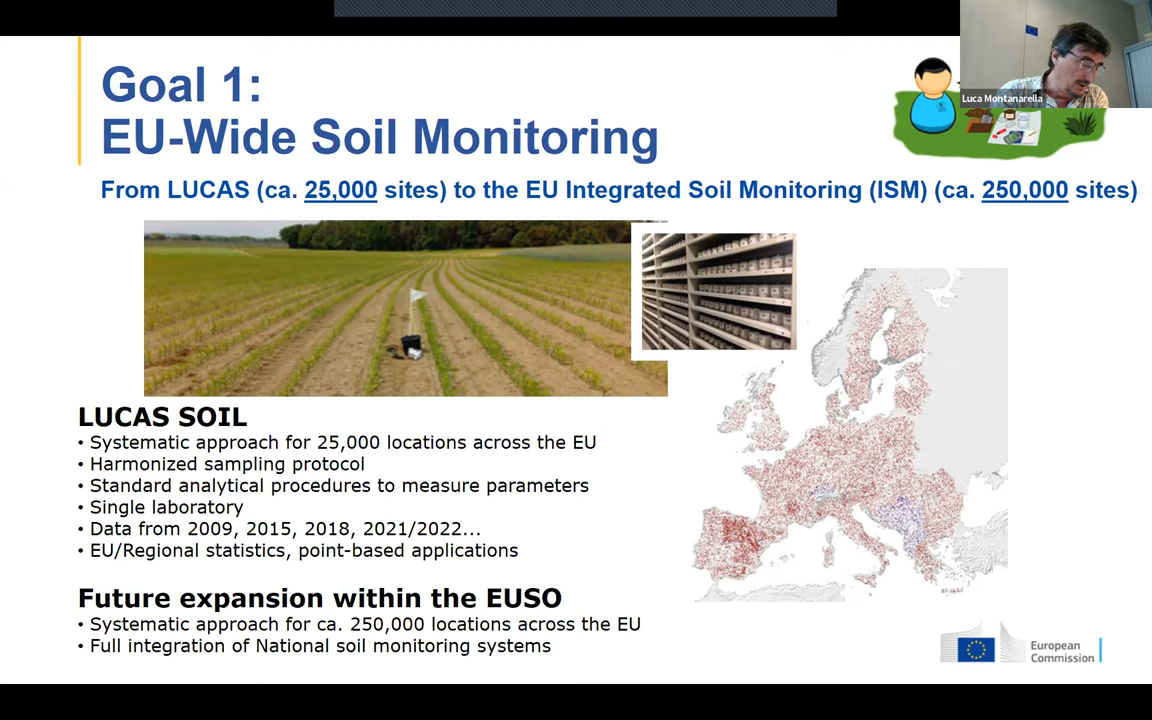 Goal 1:
EU-Wide Soil Monitoring
Luca Montanarella
From LUCAS (ca. 25,000 sites) to the EU Integrated Soil Monitoring (ISM) (ca. 250,000 sites)
LUCAS SOIL
• Systematic approach for 25,000 locations across the EU
• Harmonized sampling protocol
• Standard analytical procedures to measure parameters
• Single laboratory
• Data from 2009, 2015, 2018, 2021/2022...
• EU/Regional statistics, point-based applications
Future expansion within the EUSO
• Systematic approach for ca. 250,000 locations across the EU
• Full integration of National soil monitoring systems
European
Commission